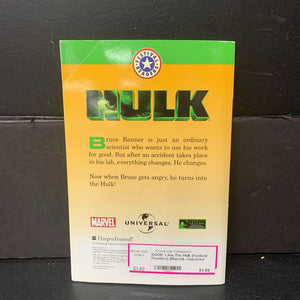 FESTIVAL READERS
HULK
Bruce Banner is just an ordinary
scientist who wants to use his work
for good. But after an accident takes place
in his lab, everything changes. He changes.
Now when Bruce gets angry, he turns into
the Hulk!
MARVEL
UNIVERSAL
HarperFestival
BOOK: I Am The Hulk (Festival
Readers) (Marvel) -character
$1.49
$1.49